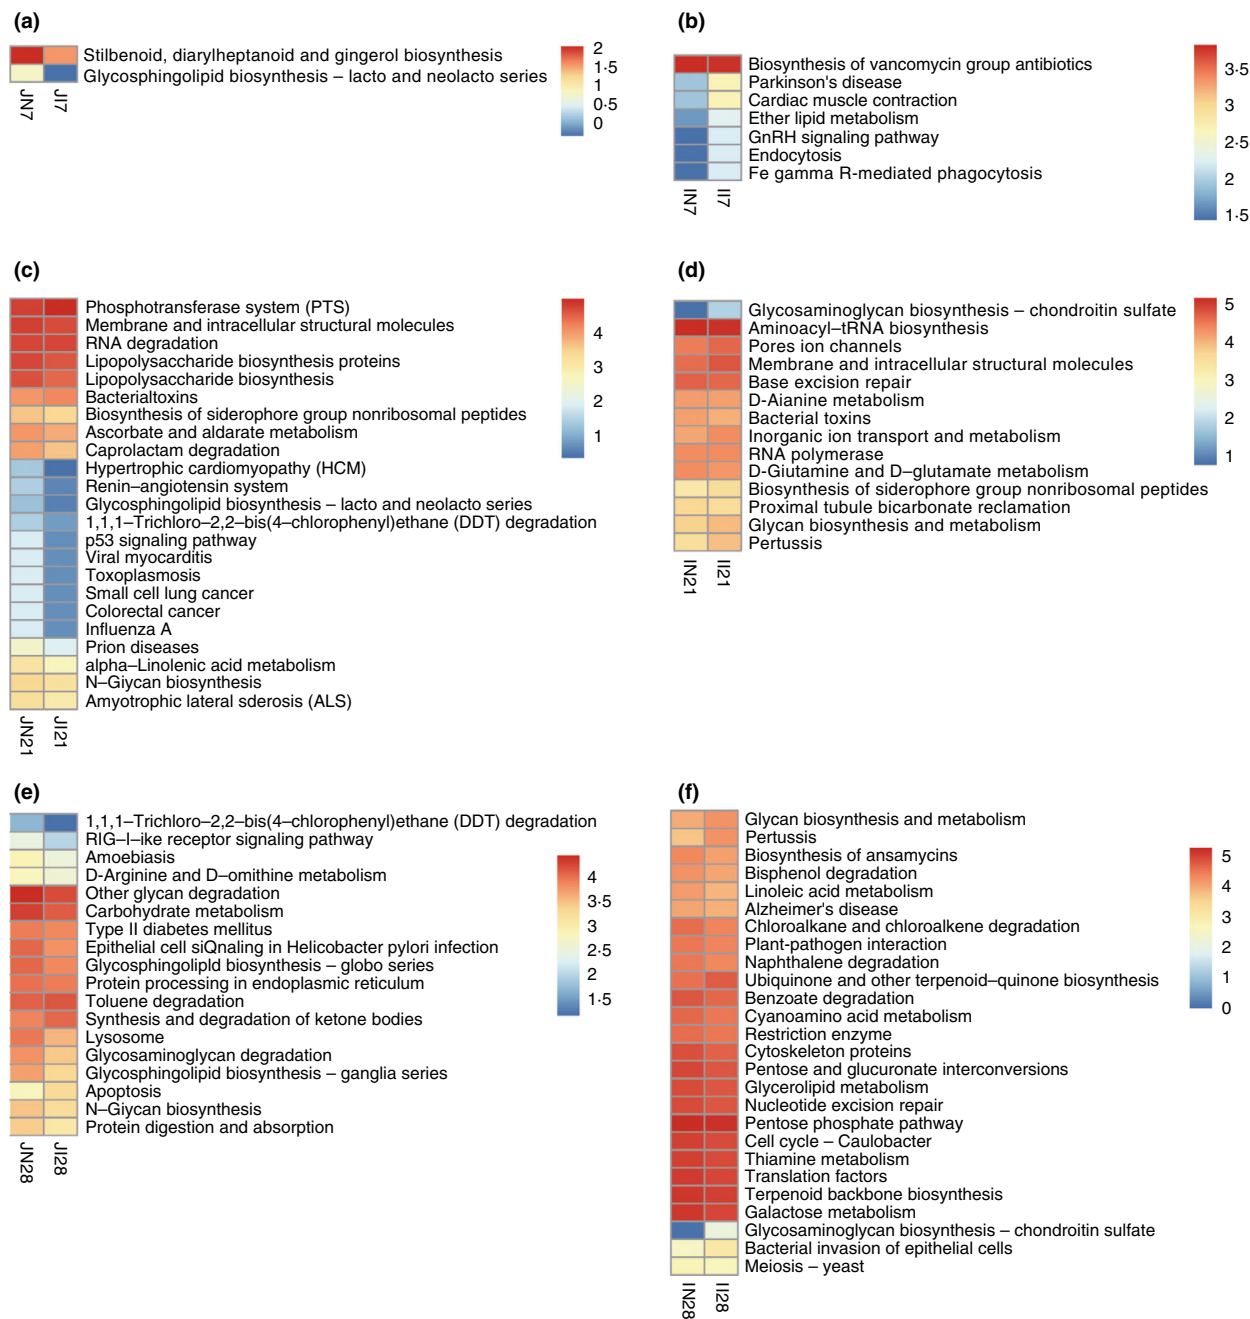 (a)
Stilbenoid, diarylheptanoid and gingerol biosynthesis
Glycosphingolipid biosynthesis – lacto and neolacto series
JN7
JI7
2
1·5
1
0·5
0
(b)
Biosynthesis of vancomycin group antibiotics
Parkinson's disease
Cardiac muscle contraction
Ether lipid metabolism
GnRH signaling pathway
Endocytosis
Fe gamma R-mediated phagocytosis
IN7
II7
3·5
3
2·5
2
1·5
(c)
Phosphotransferase system (PTS)
Membrane and intracellular structural molecules
RNA degradation
Lipopolysaccharide biosynthesis proteins
Lipopolysaccharide biosynthesis
Bacterialtoxins
Biosynthesis of siderophore group nonribosomal peptides
Ascorbate and aldarate metabolism
Caprolactam degradation
Hypertrophic cardiomyopathy (HCM)
Renin–angiotensin system
Glycosphingolipid biosynthesis – lacto and neolacto series
1,1,1–Trichloro–2,2–bis(4–chlorophenyl)ethane (DDT) degradation
p53 signaling pathway
Viral myocarditis
Toxoplasmosis
Small cell lung cancer
Colorectal cancer
Influenza A
Prion diseases
alpha–Linolenic acid metabolism
N–Giycan biosynthesis
Amyotrophic lateral sderosis (ALS)
JN21
JI21
4
3
2
1
(d)
Glycosaminoglycan biosynthesis – chondroitin sulfate
Aminoacyl–tRNA biosynthesis
Pores ion channels
Membrane and intracellular structural molecules
Base excision repair
D-Aianine metabolism
Bacterial toxins
Inorganic ion transport and metabolism
RNA polymerase
D-Giutamine and D–glutamate metabolism
Biosynthesis of siderophore group nonribosomal peptides
Proximal tubule bicarbonate reclamation
Glycan biosynthesis and metabolism
Pertussis
IN21
II21
5
4
3
2
1
(e)
1,1,1–Trichloro–2,2–bis(4–chlorophenyl)ethane (DDT) degradation
RIG–I–ike receptor signaling pathway
Amoebiasis
D-Arginine and D–omithine metabolism
Other glycan degradation
Carbohydrate metabolism
Type II diabetes mellitus
Epithelial cell siQnaling in Helicobacter pylori infection
Glycosphingolipld biosynthesis – globo series
Protein processing in endoplasmic reticulum
Toluene degradation
Synthesis and degradation of ketone bodies
Lysosome
Glycosaminoglycan degradation
Glycosphingolipid biosynthesis – ganglia series
Apoptosis
N–Giycan biosynthesis
Protein digestion and absorption
JN28
JI28
4
3·5
3
2·5
2
1·5
(f)
Glycan biosynthesis and metabolism
Pertussis
Biosynthesis of ansamycins
Bisphenol degradation
Linoleic acid metabolism
Alzheimer's disease
Chloroalkane and chloroalkene degradation
Plant-pathogen interaction
Naphthalene degradation
Ubiquinone and other terpenoid–quinone biosynthesis
Benzoate degradation
Cyanoamino acid metabolism
Restriction enzyme
Cytoskeleton proteins
Pentose and glucuronate interconversions
Glycerolipid metabolism
Nucleotide excision repair
Pentose phosphate pathway
Cell cycle – Caulobacter
Thiamine metabolism
Translation factors
Terpenoid backbone biosynthesis
Galactose metabolism
Glycosaminoglycan biosynthesis – chondroitin sulfate
Bacterial invasion of epithelial cells
Meiosis – yeast
IN28
II28
5
4
3
2
1
0